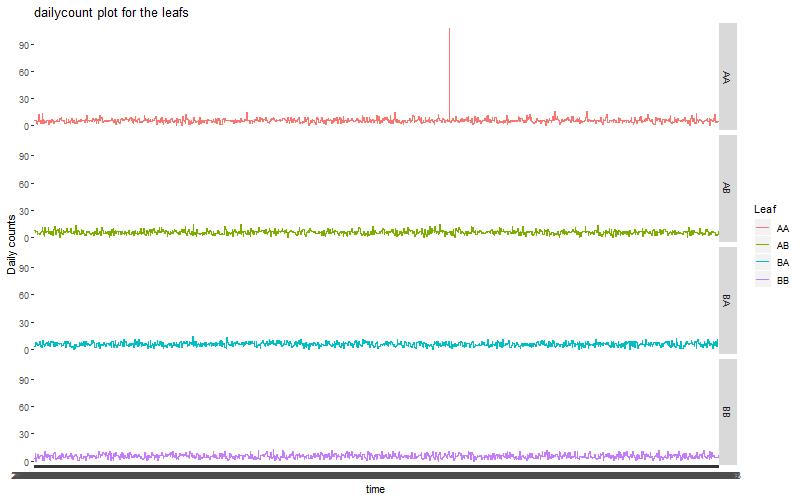 dailycount plot for the leafs
90
60
30
0
AA
90
60
30
0
AB
90
60
30
0
BA
90
60
30
0
BB
Daily counts
time
Leaf
AA
AB
BA
BB